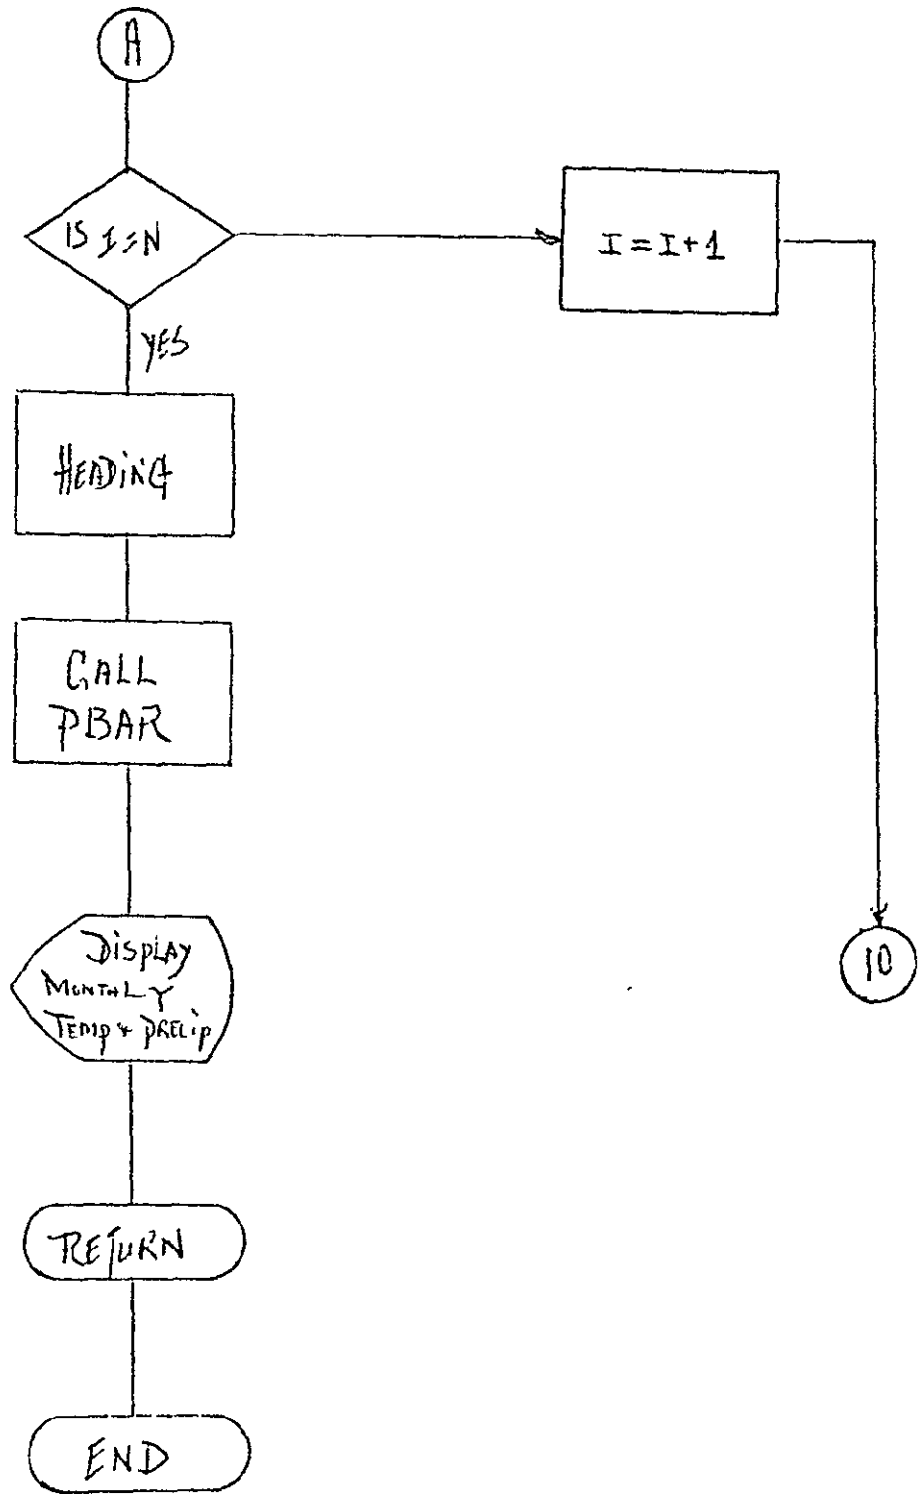 A
IS I=N
I = I+1
YES
HEADING
CALL
PBAR
DISPLAY
MONTHLY
TEMP & PRECIP
10
RETURN
END